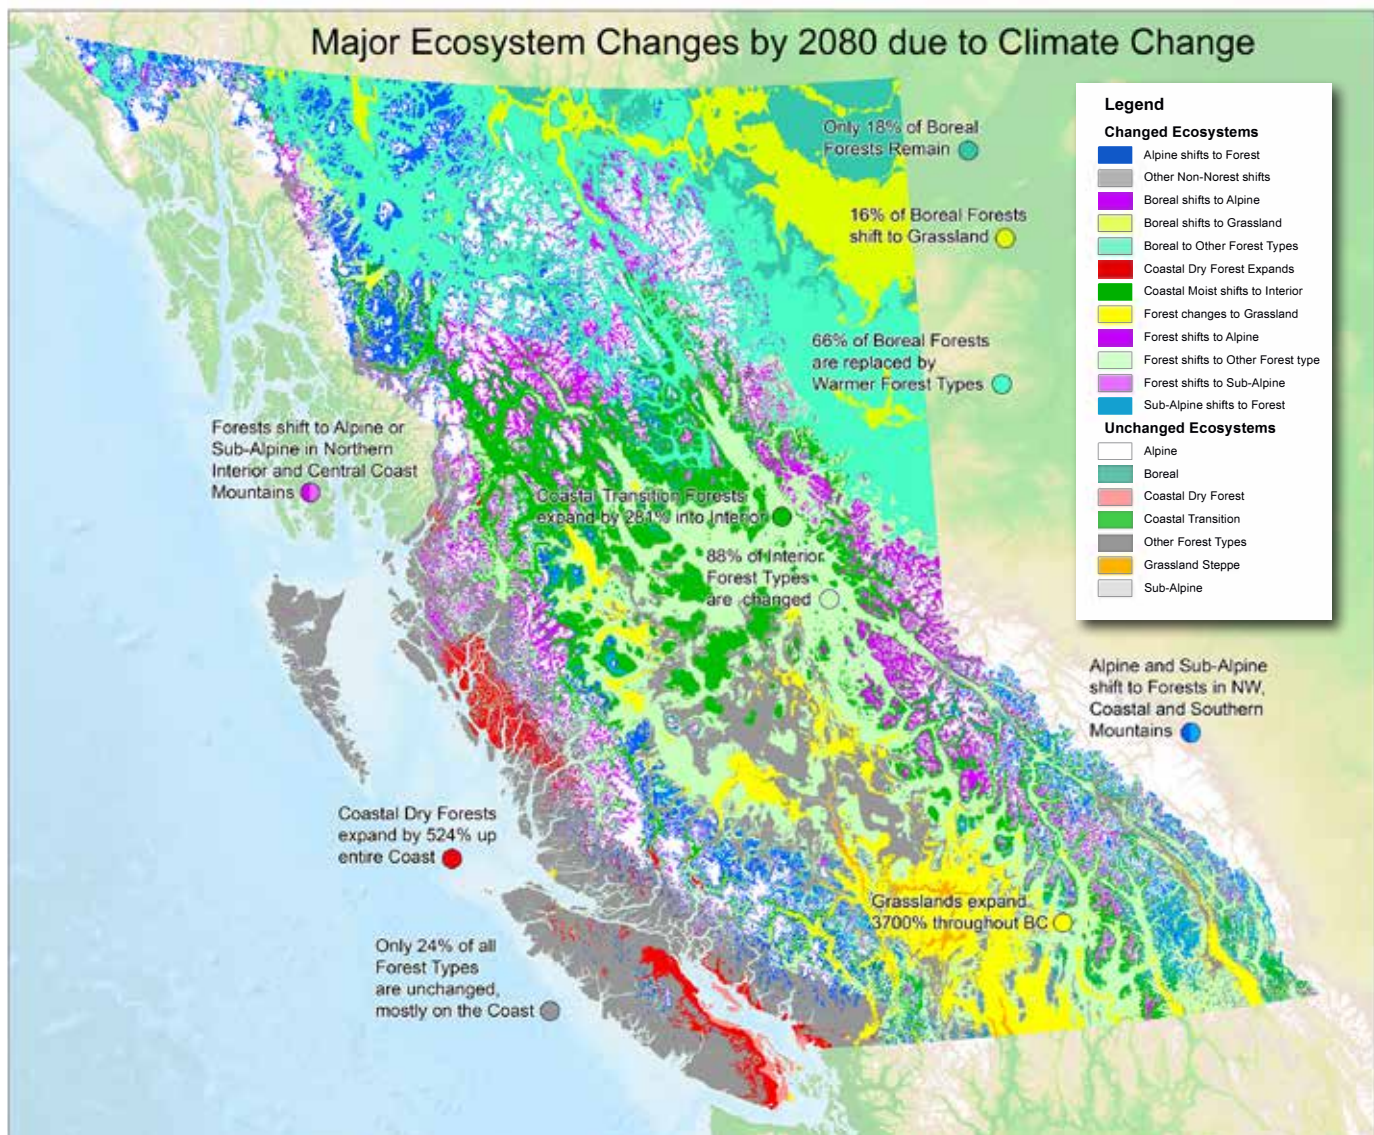 Major Ecosystem Changes by 2080 due to Climate Change
Only 18% of Boreal
Forests Remain
16% of Boreal Forests
shift to Grassland
66% of Boreal Forests
are replaced by
Warmer Forest Types
Forests shift to Alpine or
Sub-Alpine in Northern
Interior and Central Coast
Mountains
Coastal Transition Forests
expand by 281% into Interior
88% of Interior
Forest Types
are changed
Alpine and Sub-Alpine
shift to Forests in NW,
Coastal and Southern
Mountains
Coastal Dry Forests
expand by 524% up
entire Coast
Grasslands expand
3700% throughout BC
Only 24% of all
Forest Types
are unchanged,
mostly on the Coast
Legend
Changed Ecosystems
Alpine shifts to Forest
Other Non-Norest shifts
Boreal shifts to Alpine
Boreal shifts to Grassland
Boreal to Other Forest Types
Coastal Dry Forest Expands
Coastal Moist shifts to Interior
Forest changes to Grassland
Forest shifts to Alpine
Forest shifts to Other Forest type
Forest shifts to Sub-Alpine
Sub-Alpine shifts to Forest
Unchanged Ecosystems
Alpine
Boreal
Coastal Dry Forest
Coastal Transition
Other Forest Types
Grassland Steppe
Sub-Alpine